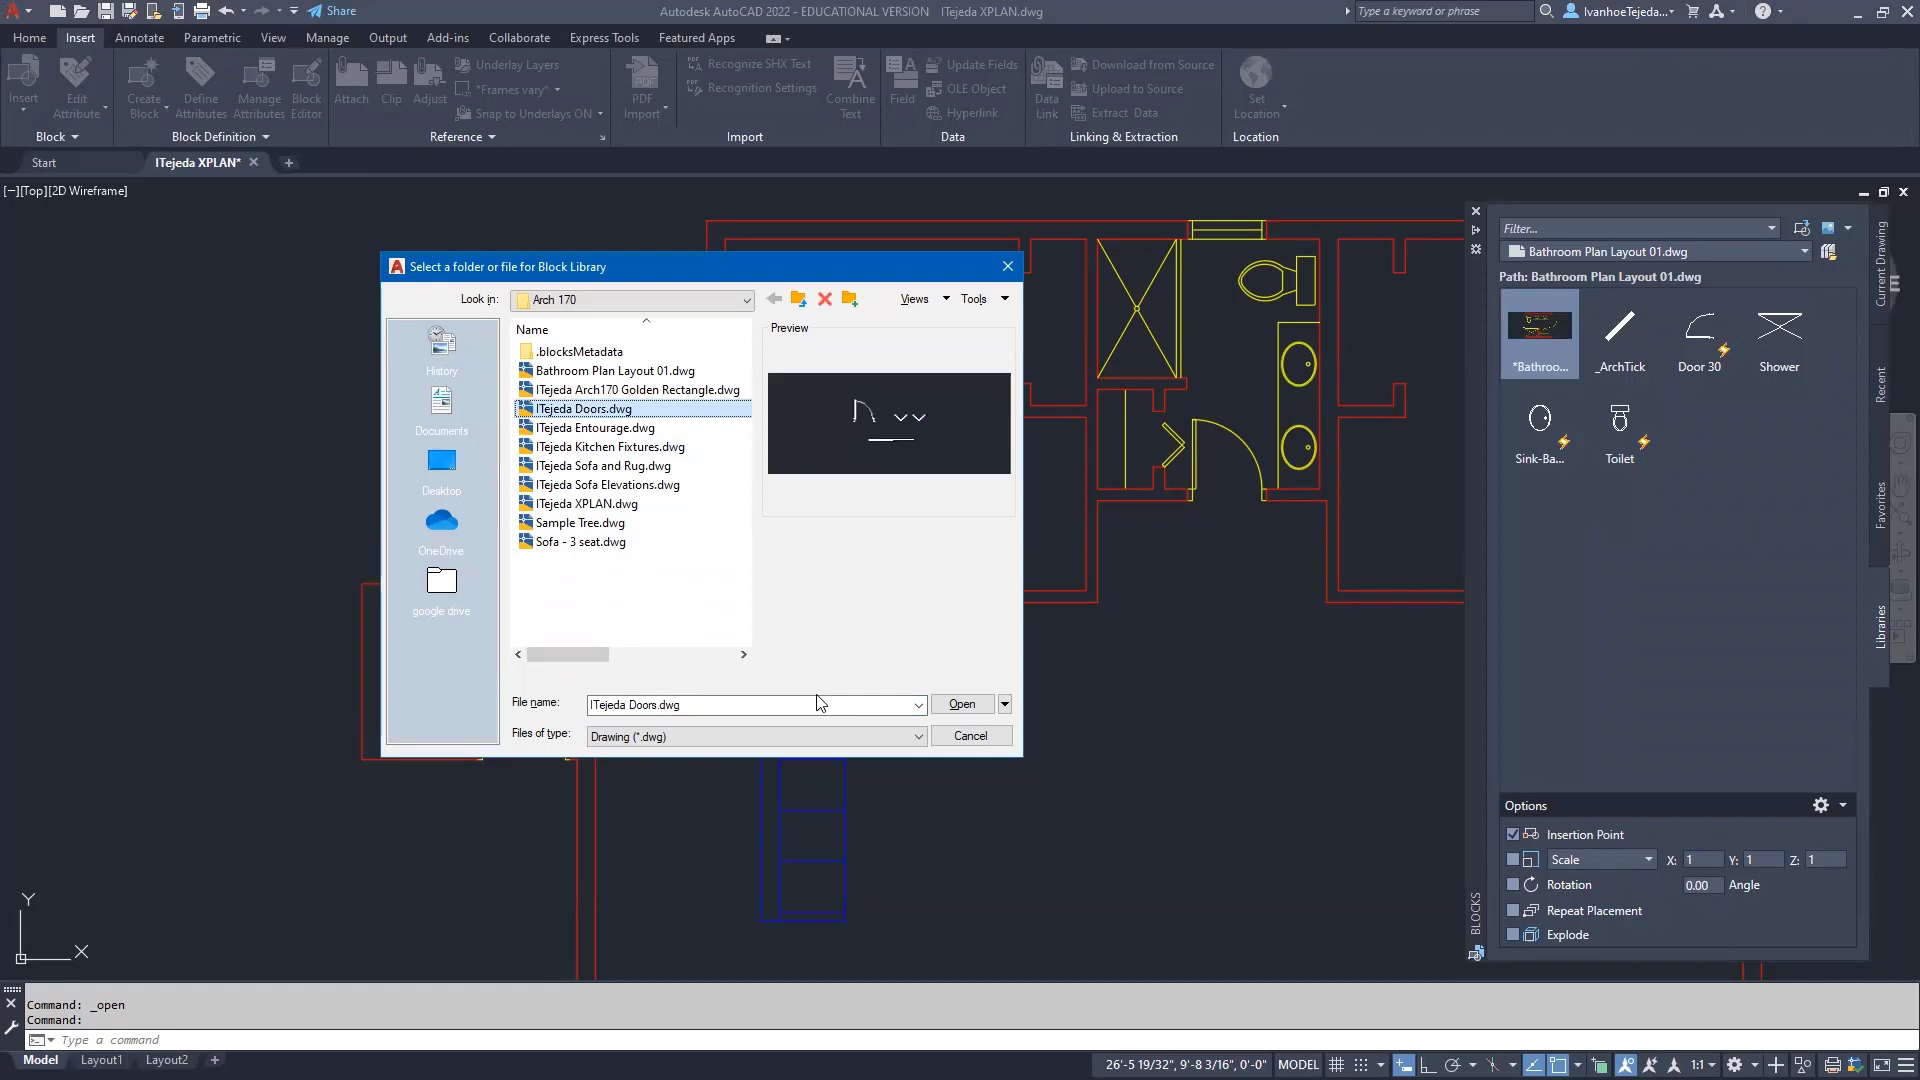 Share
Autodesk AutoCAD 2022 - EDUCATIONAL VERSION ITejeda XPLAN.dwg
Type a keyword or phrase
IvanhoeTejeda...
Home Insert Annotate Parametric View Manage Output Add-ins Collaborate Express Tools Featured Apps
Insert
Edit Attribute
Create Block
Define Attributes
Manage Attributes
Block Editor
Attach
Clip
Adjust
Underlay Layers
*Frames vary*
Snap to Underlays ON
PDF Import
Recognize SHX Text
Recognition Settings
Combine Text
Field
Update Fields
OLE Object
Hyperlink
Data Link
Download from Source
Upload to Source
Extract Data
Set Location
Block Block Definition Reference Import Data Linking & Extraction Location
Start ITejeda XPLAN*
[−][Top][2D Wireframe]
Select a folder or file for Block Library
Look in: Arch 170
Views Tools
History
Documents
Desktop
OneDrive
google drive
Name
.blocksMetadata
Bathroom Plan Layout 01.dwg
ITejeda Arch170 Golden Rectangle.dwg
ITejeda Doors.dwg
ITejeda Entourage.dwg
ITejeda Kitchen Fixtures.dwg
ITejeda Sofa and Rug.dwg
ITejeda Sofa Elevations.dwg
ITejeda XPLAN.dwg
Sample Tree.dwg
Sofa - 3 seat.dwg
Preview
File name: ITejeda Doors.dwg Open
Files of type: Drawing (*.dwg) Cancel
Filter...
Bathroom Plan Layout 01.dwg
Path: Bathroom Plan Layout 01.dwg
*Bathroo... _ArchTick Door 30 Shower
Sink-Ba... Toilet
Current Drawing
Recent
Favorites
Libraries
BLOCKS
Options
Insertion Point
Scale X: 1 Y: 1 Z: 1
Rotation 0.00 Angle
Repeat Placement
Explode
Y
X
Command: _open
Command:
Type a command
Model Layout1 Layout2
26'-5 19/32", 9'-8 3/16", 0'-0" MODEL 1:1